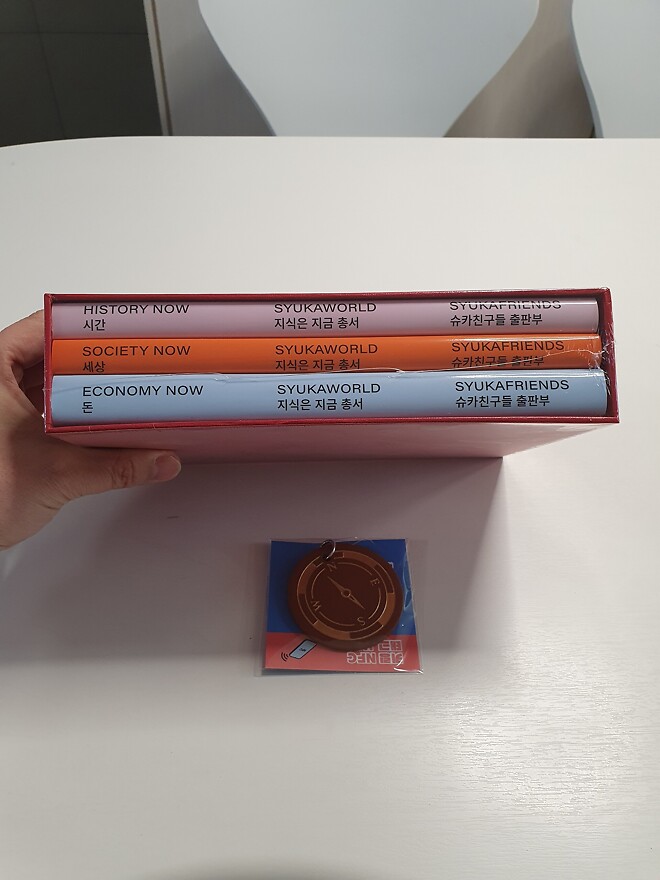 HISTORY NOW SYUKAWORLD SYUKAFRIENDS
시간 지식은 지금 총서 슈카친구들 출판부
SOCIETY NOW SYUKAWORLD SYUKAFRIENDS
세상 지식은 지금 총서 슈카친구들 출판부
ECONOMY NOW SYUKAWORLD SYUKAFRIENDS
돈 지식은 지금 총서 슈카친구들 출판부
N
E
W
S
NFC